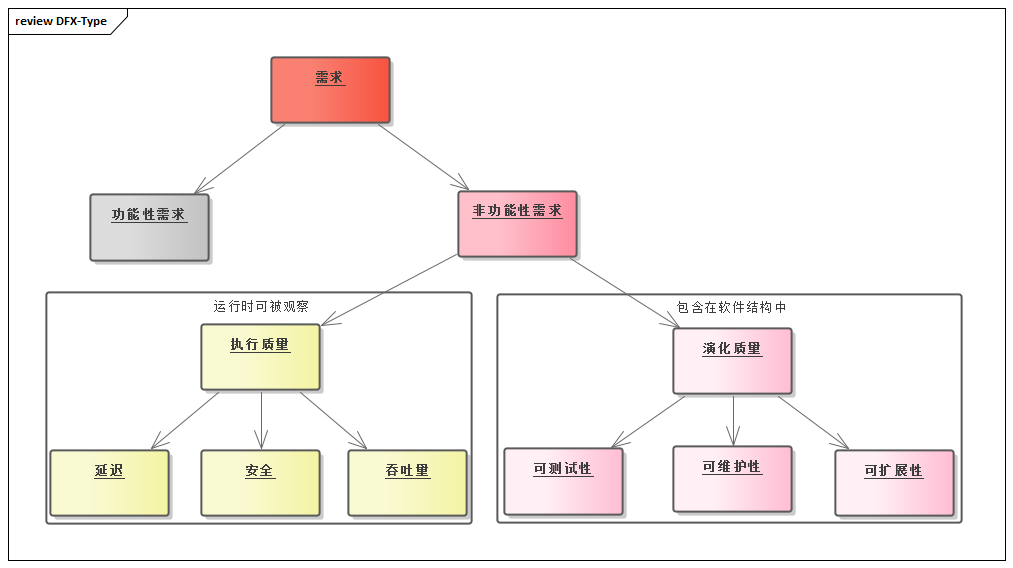 review DFX-Type
需求
功能性需求
非功能性需求
运行时可被观察
包含在软件结构中
执行质量
演化质量
延迟
安全
吞吐量
可测试性
可维护性
可扩展性